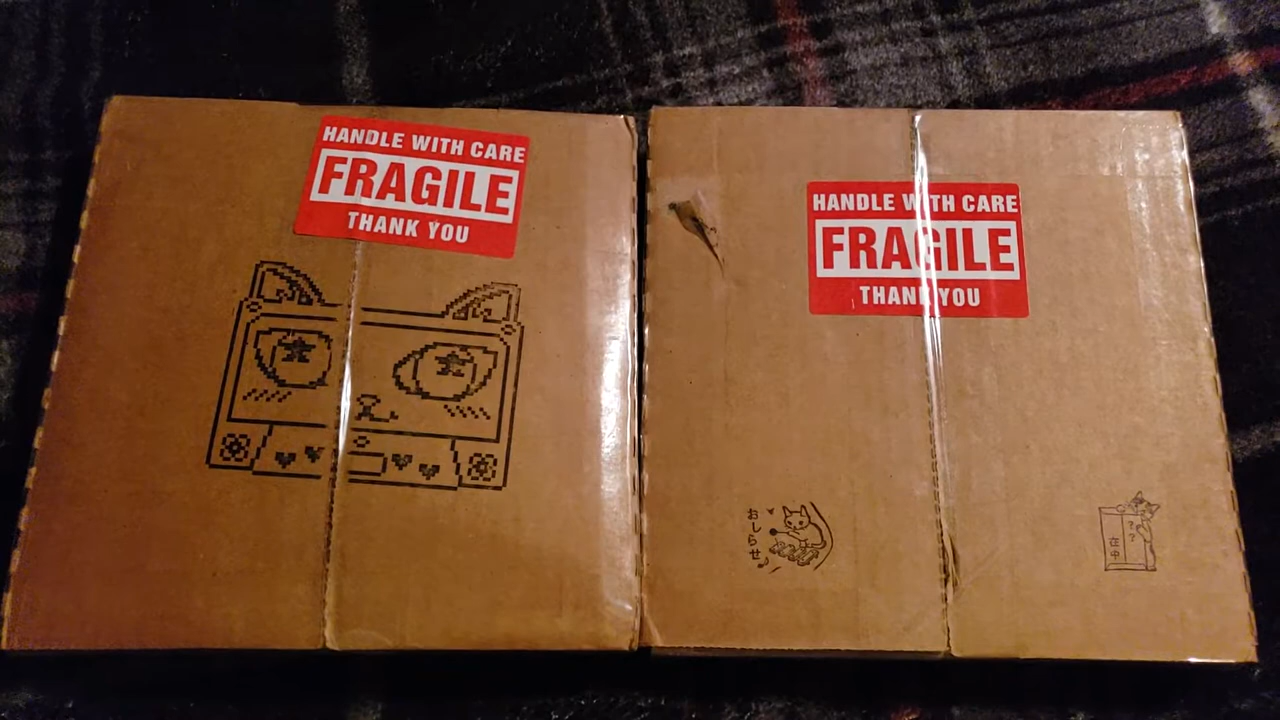 HANDLE WITH CARE
FRAGILE
THANK YOU
HANDLE WITH CARE
FRAGILE
THANK YOU
おしらせ
??
在中